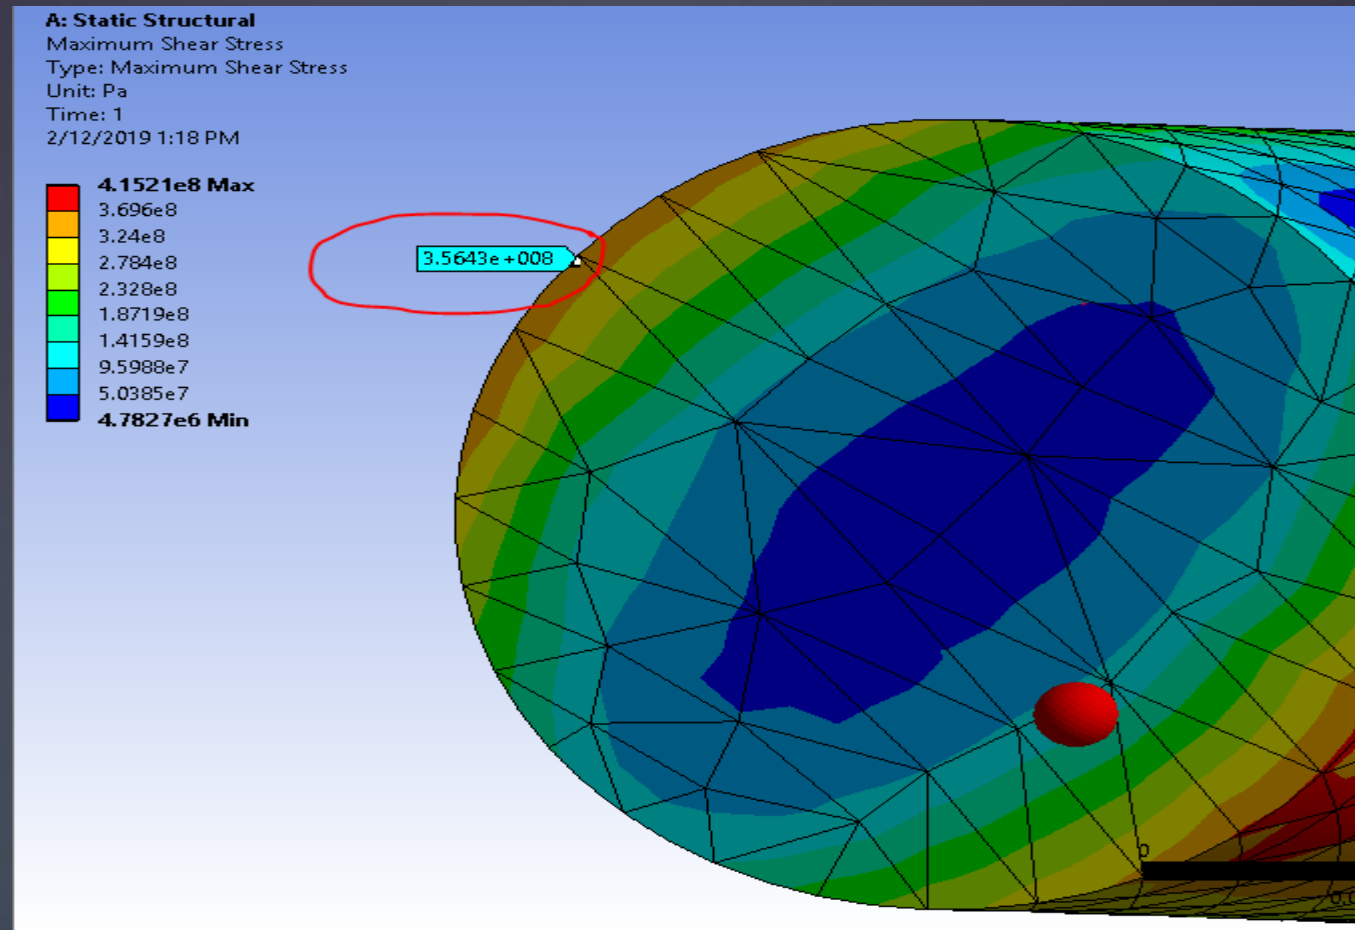 A: Static Structural
Maximum Shear Stress
Type: Maximum Shear Stress
Unit: Pa
Time: 1
2/12/2019 1:18 PM
4.1521e8 Max
3.696e8
3.24e8
2.784e8
2.328e8
1.8719e8
1.4159e8
9.5988e7
5.0385e7
4.7827e6 Min
3.5643e+008
0